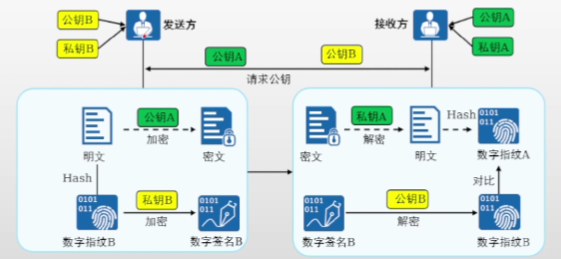 公钥B
私钥B
发送方
接收方
公钥A
私钥A
公钥A
公钥B
请求公钥
公钥A
加密
明文
密文
Hash
0101
011
私钥B
加密
0101
011
数字指纹B
数字签名B
私钥A
解密
密文
明文
Hash
0101
011
数字指纹A
对比
0101
011
公钥B
解密
0101
011
数字签名B
数字指纹B